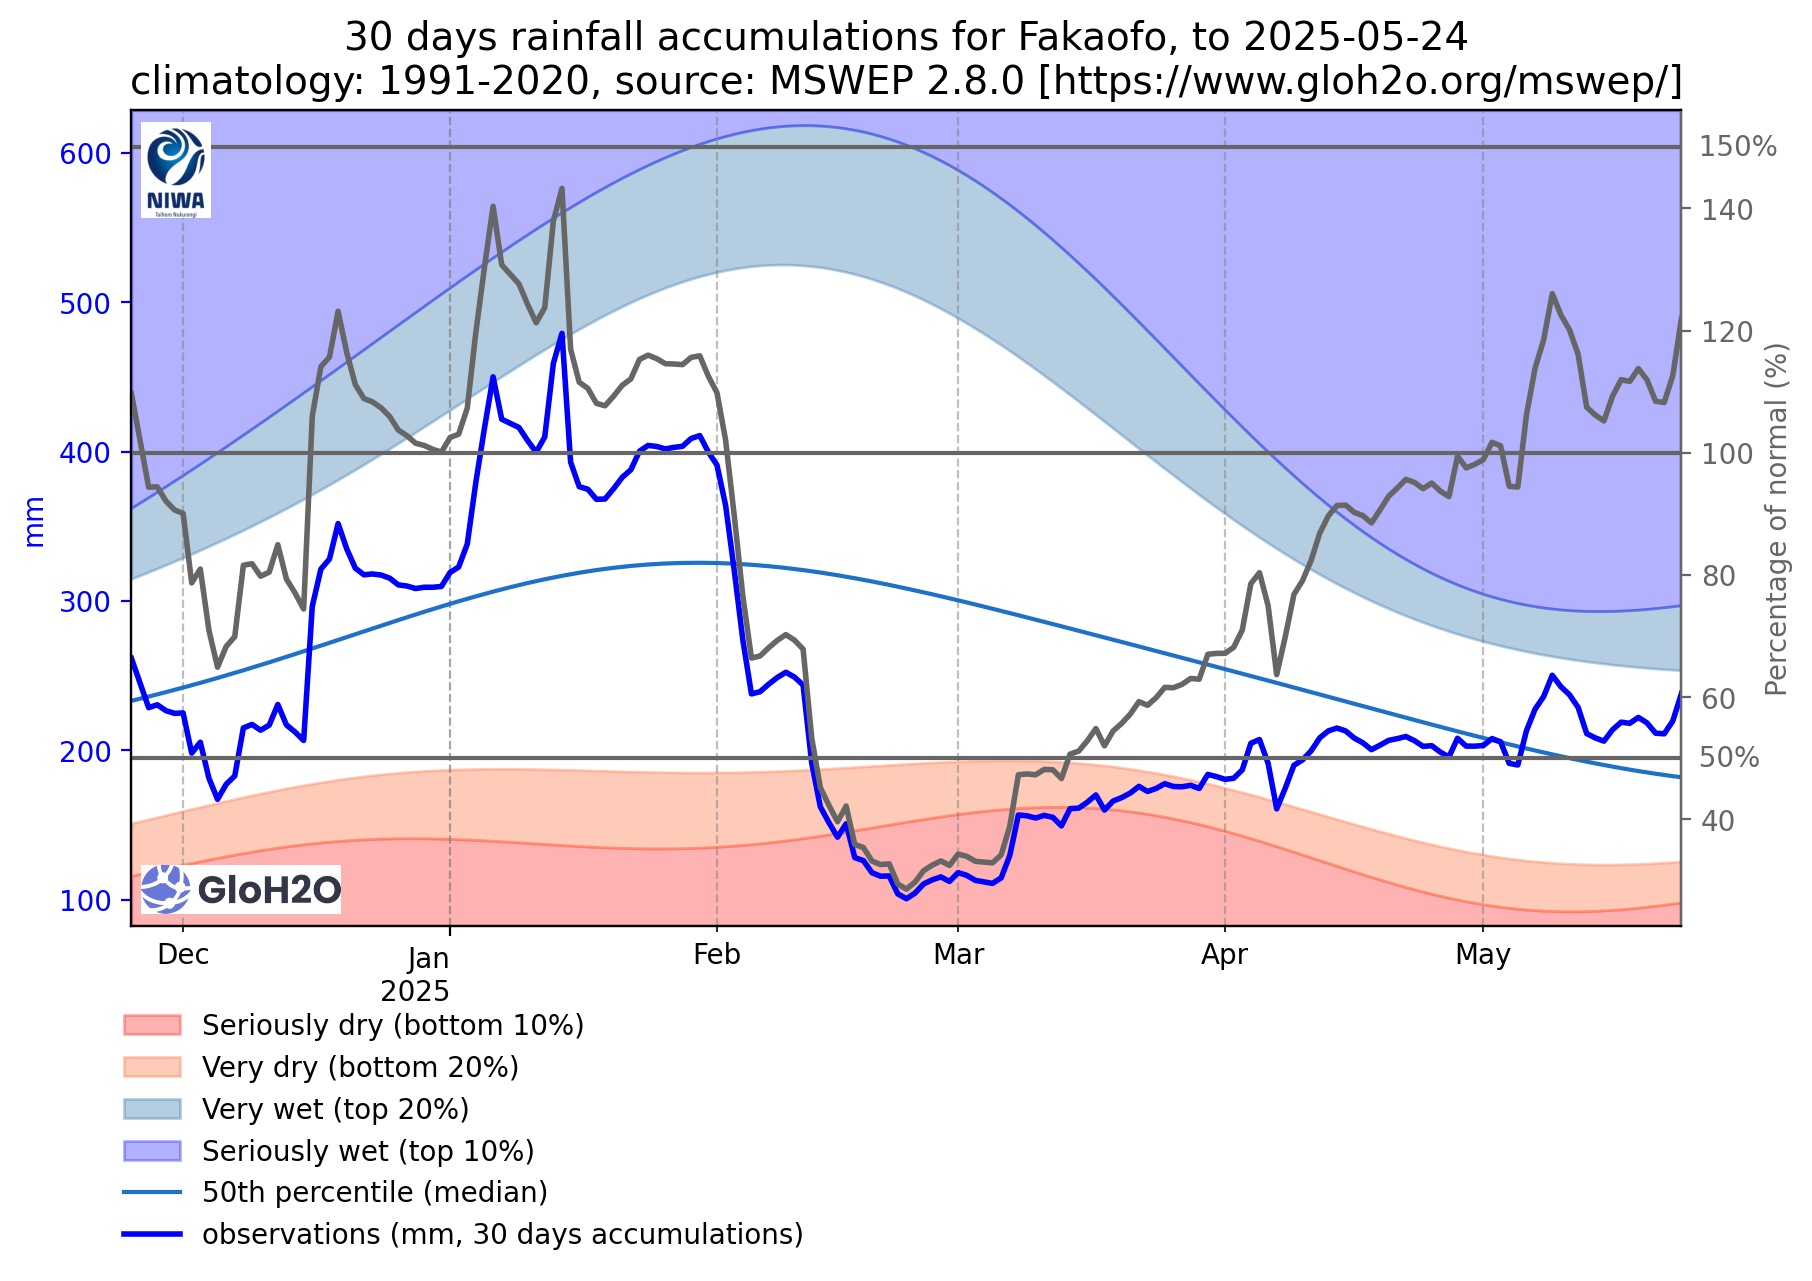 30 days rainfall accumulations for Fakaofo, to 2025-05-24
climatology: 1991-2020, source: MSWEP 2.8.0 [https://www.gloh2o.org/mswep/]
600
500
400
300
200
100
mm
NIWA
Taihoro Nukurangi
GloH2O
150%
140
120
100
80
60
50%
40
Percentage of normal (%)
Dec
Jan
2025
Feb
Mar
Apr
May
Seriously dry (bottom 10%)
Very dry (bottom 20%)
Very wet (top 20%)
Seriously wet (top 10%)
50th percentile (median)
observations (mm, 30 days accumulations)